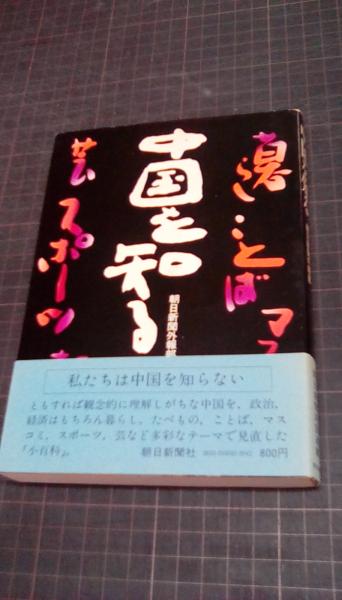 中国を知る
ことば
マス
芸 スポーツ
朝日新聞外報部
私たちは中国を知らない
ともすれば観念的に理解しがちな中国を、政治、
経済はもちろん暮らし、たべもの、ことば、マス
コミ、スポーツ、芸など多彩なテーマで見直した
「小百科」。
朝日新聞社
800円